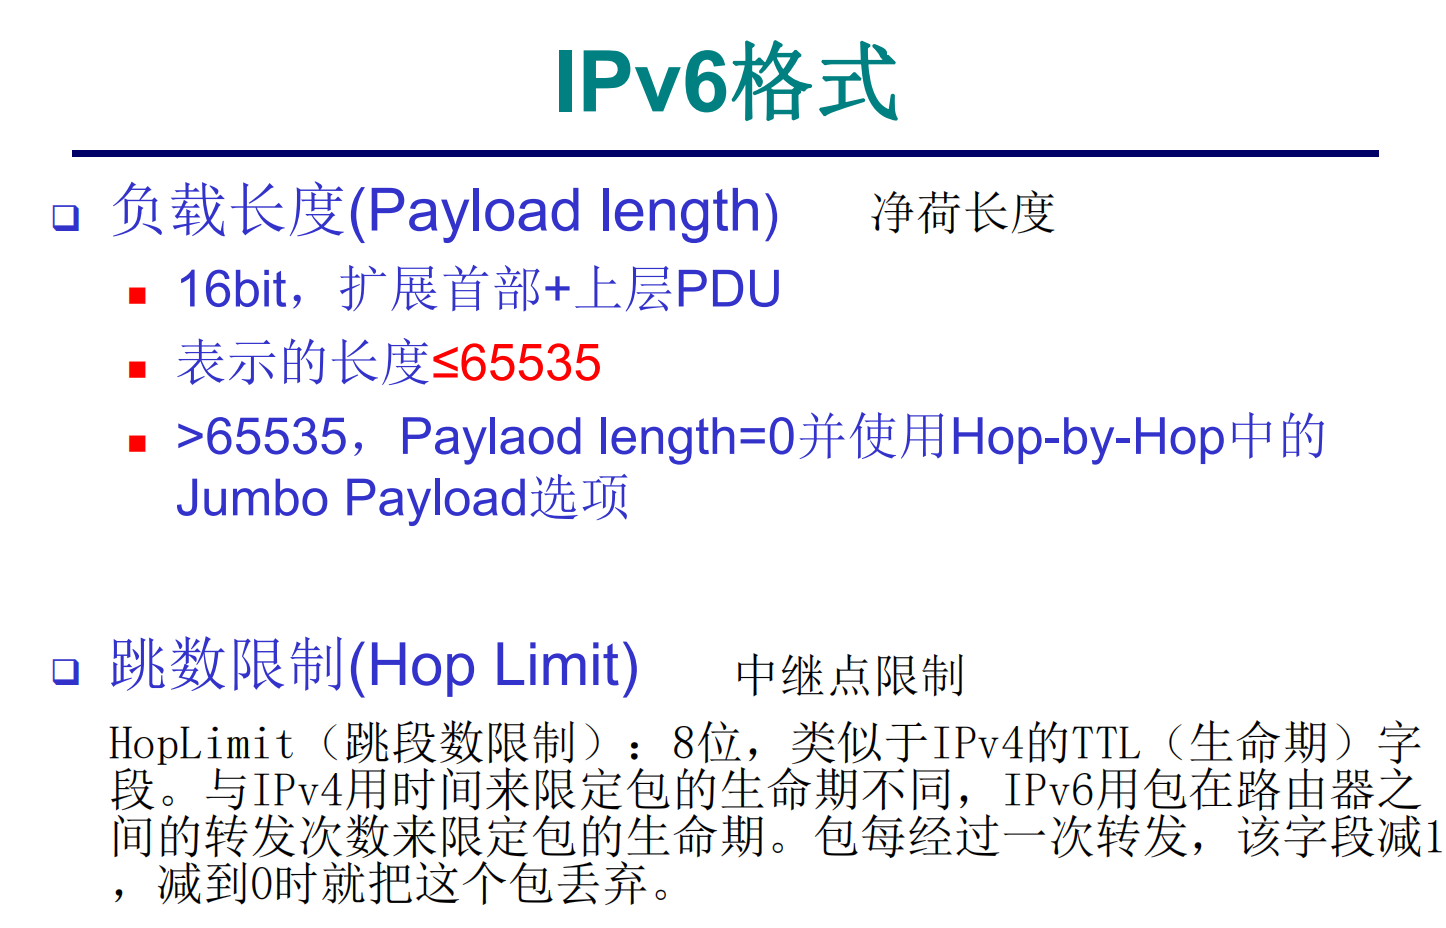 IPv6格式
负载长度(Payload length) 净荷长度
16bit，扩展首部+上层PDU
表示的长度≤65535
>65535，Paylaod length=0并使用Hop-by-Hop中的
Jumbo Payload选项
跳数限制(Hop Limit) 中继点限制
HopLimit（跳段数限制）：8位，类似于IPv4的TTL（生命期）字
段。与IPv4用时间来限定包的生命期不同，IPv6用包在路由器之
间的转发次数来限定包的生命期。包每经过一次转发，该字段减1
，减到0时就把这个包丢弃。